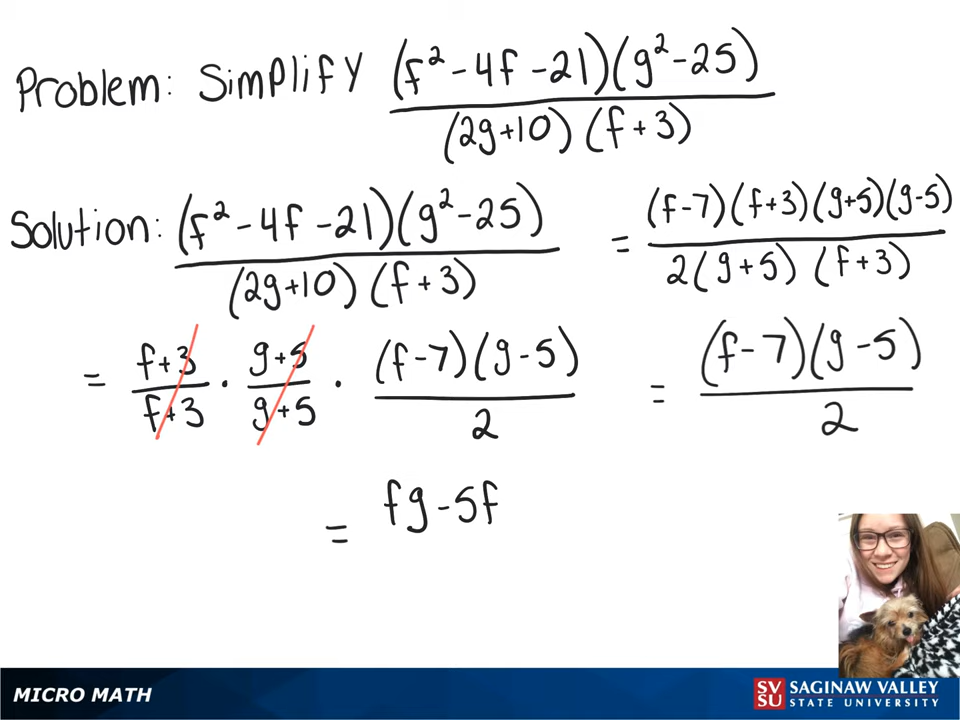 Problem: Simplify (f² - 4f - 21)(g² - 25) / (2g + 10) (f + 3)
Solution: (f² - 4f - 21)(g² - 25) / (2g + 10) (f + 3) = (f - 7)(f + 3)(g + 5)(g - 5) / 2(g + 5) (f + 3)
= f + 3 / f + 3 · g + 5 / g + 5 · (f - 7)(g - 5) / 2 = (f - 7)(g - 5) / 2
= fg - 5f
MICRO MATH
SVSU SAGINAW VALLEY
STATE UNIVERSITY